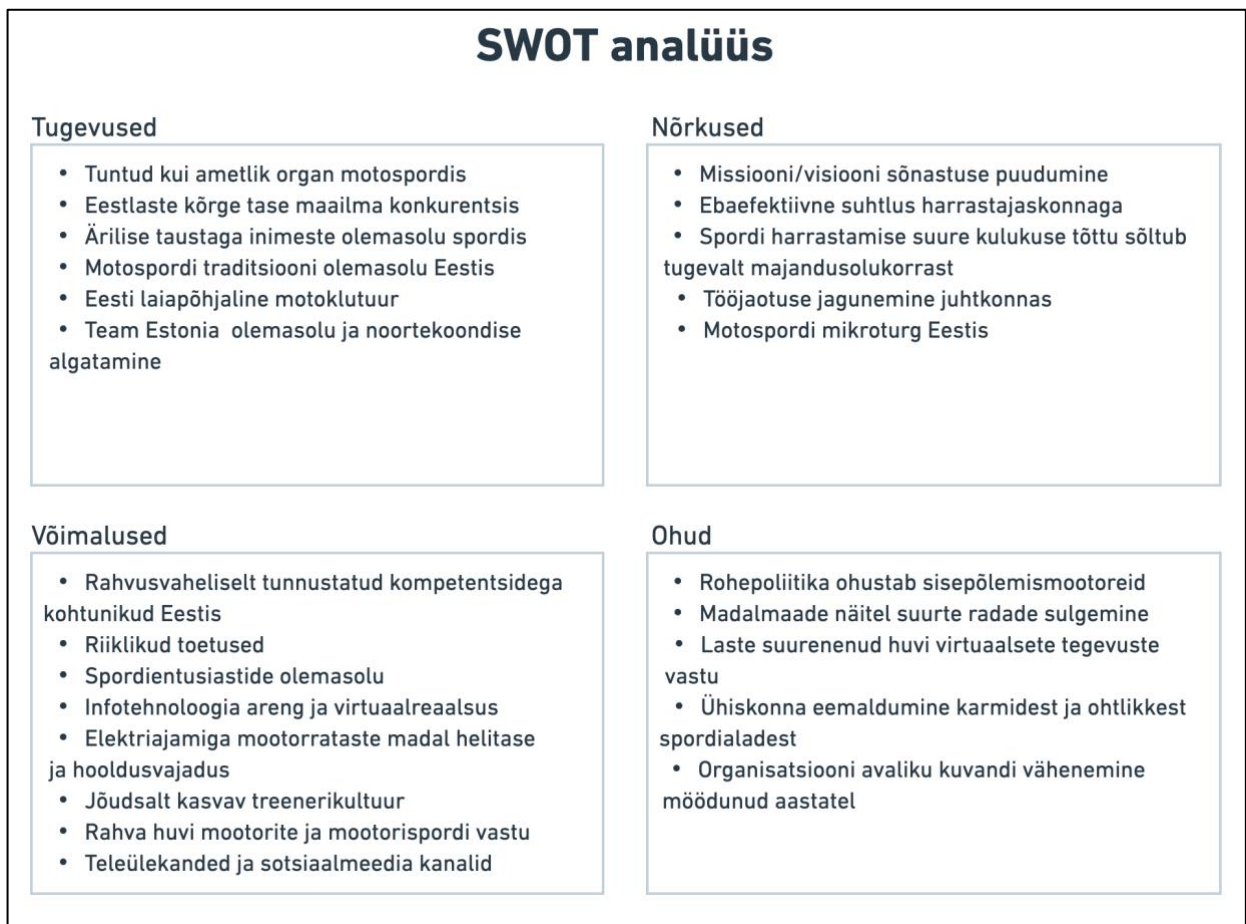 SWOT analüüs
Tugevused
• Tuntud kui ametlik organ motospordis
• Eestlaste kõrge tase maailma konkurentsis
• Ärilise taustaga inimeste olemasolu spordis
• Motospordi traditsiooni olemasolu Eestis
• Eesti laiapõhjaline motoklutuur
• Team Estonia olemasolu ja noortekoondise
algatamine
Nõrkused
• Missiooni/visiooni sõnastuse puudumine
• Ebaefektiivne suhtlus harrastajaskonnaga
• Spordi harrastamise suure kulukuse tõttu sõltub
tugevalt majandusolukorrast
• Tööjaotuse jagunemine juhtkonnas
• Motospordi mikroturg Eestis
Võimalused
• Rahvusvaheliselt tunnustatud kompetentsidega
kohtunikud Eestis
• Riiklikud toetused
• Spordientusiastide olemasolu
• Infotehnoloogia areng ja virtuaalreaalsus
• Elektriajamiga mootorrataste madal helitase
ja hooldusvajadus
• Jõudsalt kasvav treenerikultuur
• Rahva huvi mootorite ja mootorispordi vastu
• Teleülekanded ja sotsiaalmeedia kanalid
Ohud
• Rohepoliitika ohustab sisepõlemismootoreid
• Madalmaade näitel suurte radade sulgemine
• Laste suurenenud huvi virtuaalsete tegevuste
vastu
• Ühiskonna eemaldumine karmidest ja ohtlikkest
spordialadest
• Organisatsiooni avaliku kuvandi vähenemine
möödunud aastatel